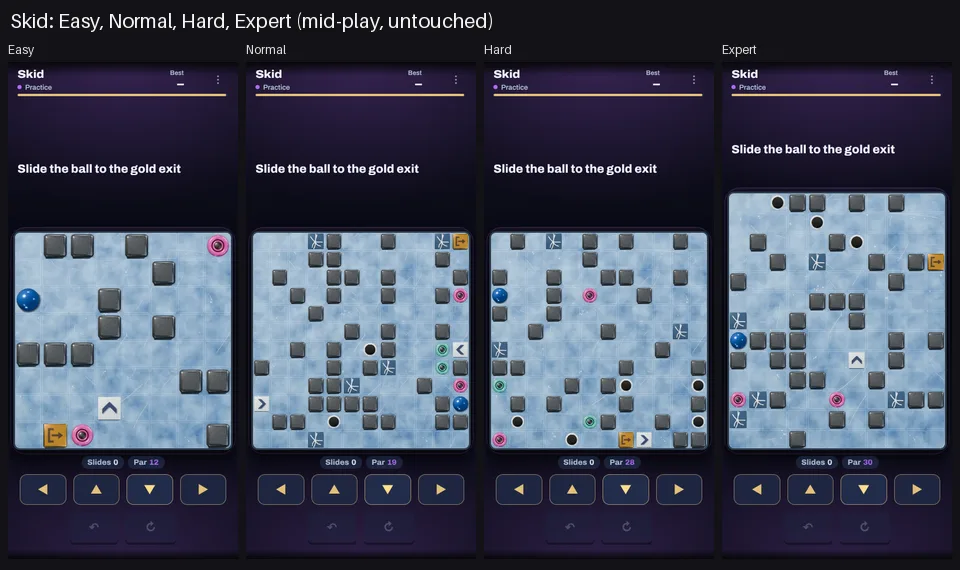 Skid: Easy, Normal, Hard, Expert (mid-play, untouched)
Easy
Skid
Best
Practice
–
Slide the ball to the gold exit
Slides 0
Par 12
Normal
Skid
Best
Practice
–
Slide the ball to the gold exit
Slides 0
Par 19
Hard
Skid
Best
Practice
–
Slide the ball to the gold exit
Slides 0
Par 28
Expert
Skid
Best
Practice
–
Slide the ball to the gold exit
Slides 0
Par 30